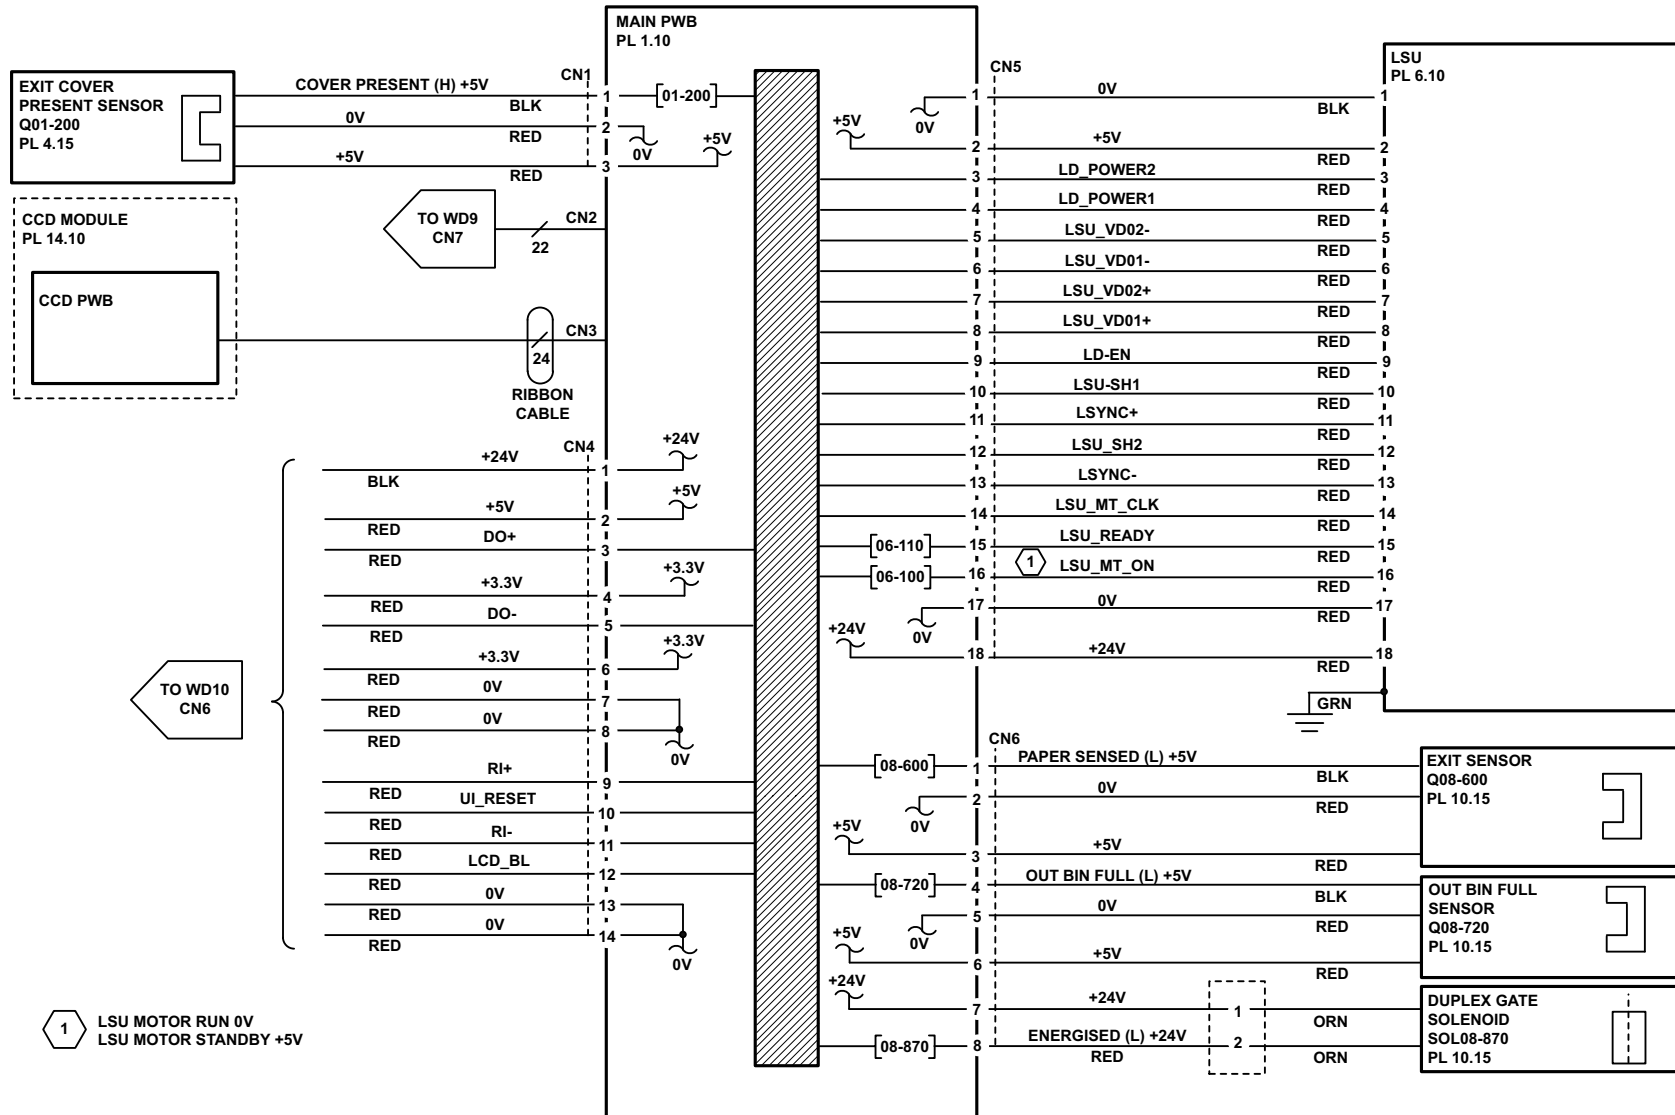 MAIN PWB
PL 1.10
EXIT COVER
PRESENT SENSOR
Q01-200
PL 4.15
COVER PRESENT (H) +5V
BLK
0V
RED
+5V
RED
CN1
1
2
3
[01-200]
0V
+5V
CCD MODULE
PL 14.10
CCD PWB
TO WD9
CN7
22
CN2
24
CN3
RIBBON
CABLE
TO WD10
CN6
CN4
+24V
BLK
1
+24V
+5V
RED
2
+5V
DO+
RED
3
+3.3V
RED
4
+3.3V
DO-
RED
5
+3.3V
RED
6
+3.3V
0V
RED
7
0V
RED
8
0V
RI+
RED
9
UI_RESET
RED
10
RI-
RED
11
LCD_BL
RED
12
0V
RED
13
0V
RED
14
0V
1
LSU MOTOR RUN 0V
LSU MOTOR STANDBY +5V
CN5
LSU
PL 6.10
0V
1
0V
BLK
1
+5V
2
+5V
RED
2
3
LD_POWER2
RED
3
4
LD_POWER1
RED
4
5
LSU_VD02-
RED
5
6
LSU_VD01-
RED
6
7
LSU_VD02+
RED
7
8
LSU_VD01+
RED
8
9
LD-EN
RED
9
10
LSU-SH1
RED
10
11
LSYNC+
RED
11
12
LSU_SH2
RED
12
13
LSYNC-
RED
13
14
LSU_MT_CLK
RED
14
[06-110]
15
LSU_READY
RED
15
[06-100]
16
1
LSU_MT_ON
RED
16
0V
17
0V
RED
17
+24V
18
+24V
RED
18
GRN
CN6
[08-600]
1
PAPER SENSED (L) +5V
BLK
0V
2
0V
RED
+5V
3
+5V
RED
EXIT SENSOR
Q08-600
PL 10.15
[08-720]
4
OUT BIN FULL (L) +5V
BLK
0V
5
0V
RED
+5V
6
+5V
RED
OUT BIN FULL
SENSOR
Q08-720
PL 10.15
+24V
7
+24V
1
ORN
[08-870]
8
ENERGISED (L) +24V
RED
2
ORN
DUPLEX GATE
SOLENOID
SOL08-870
PL 10.15